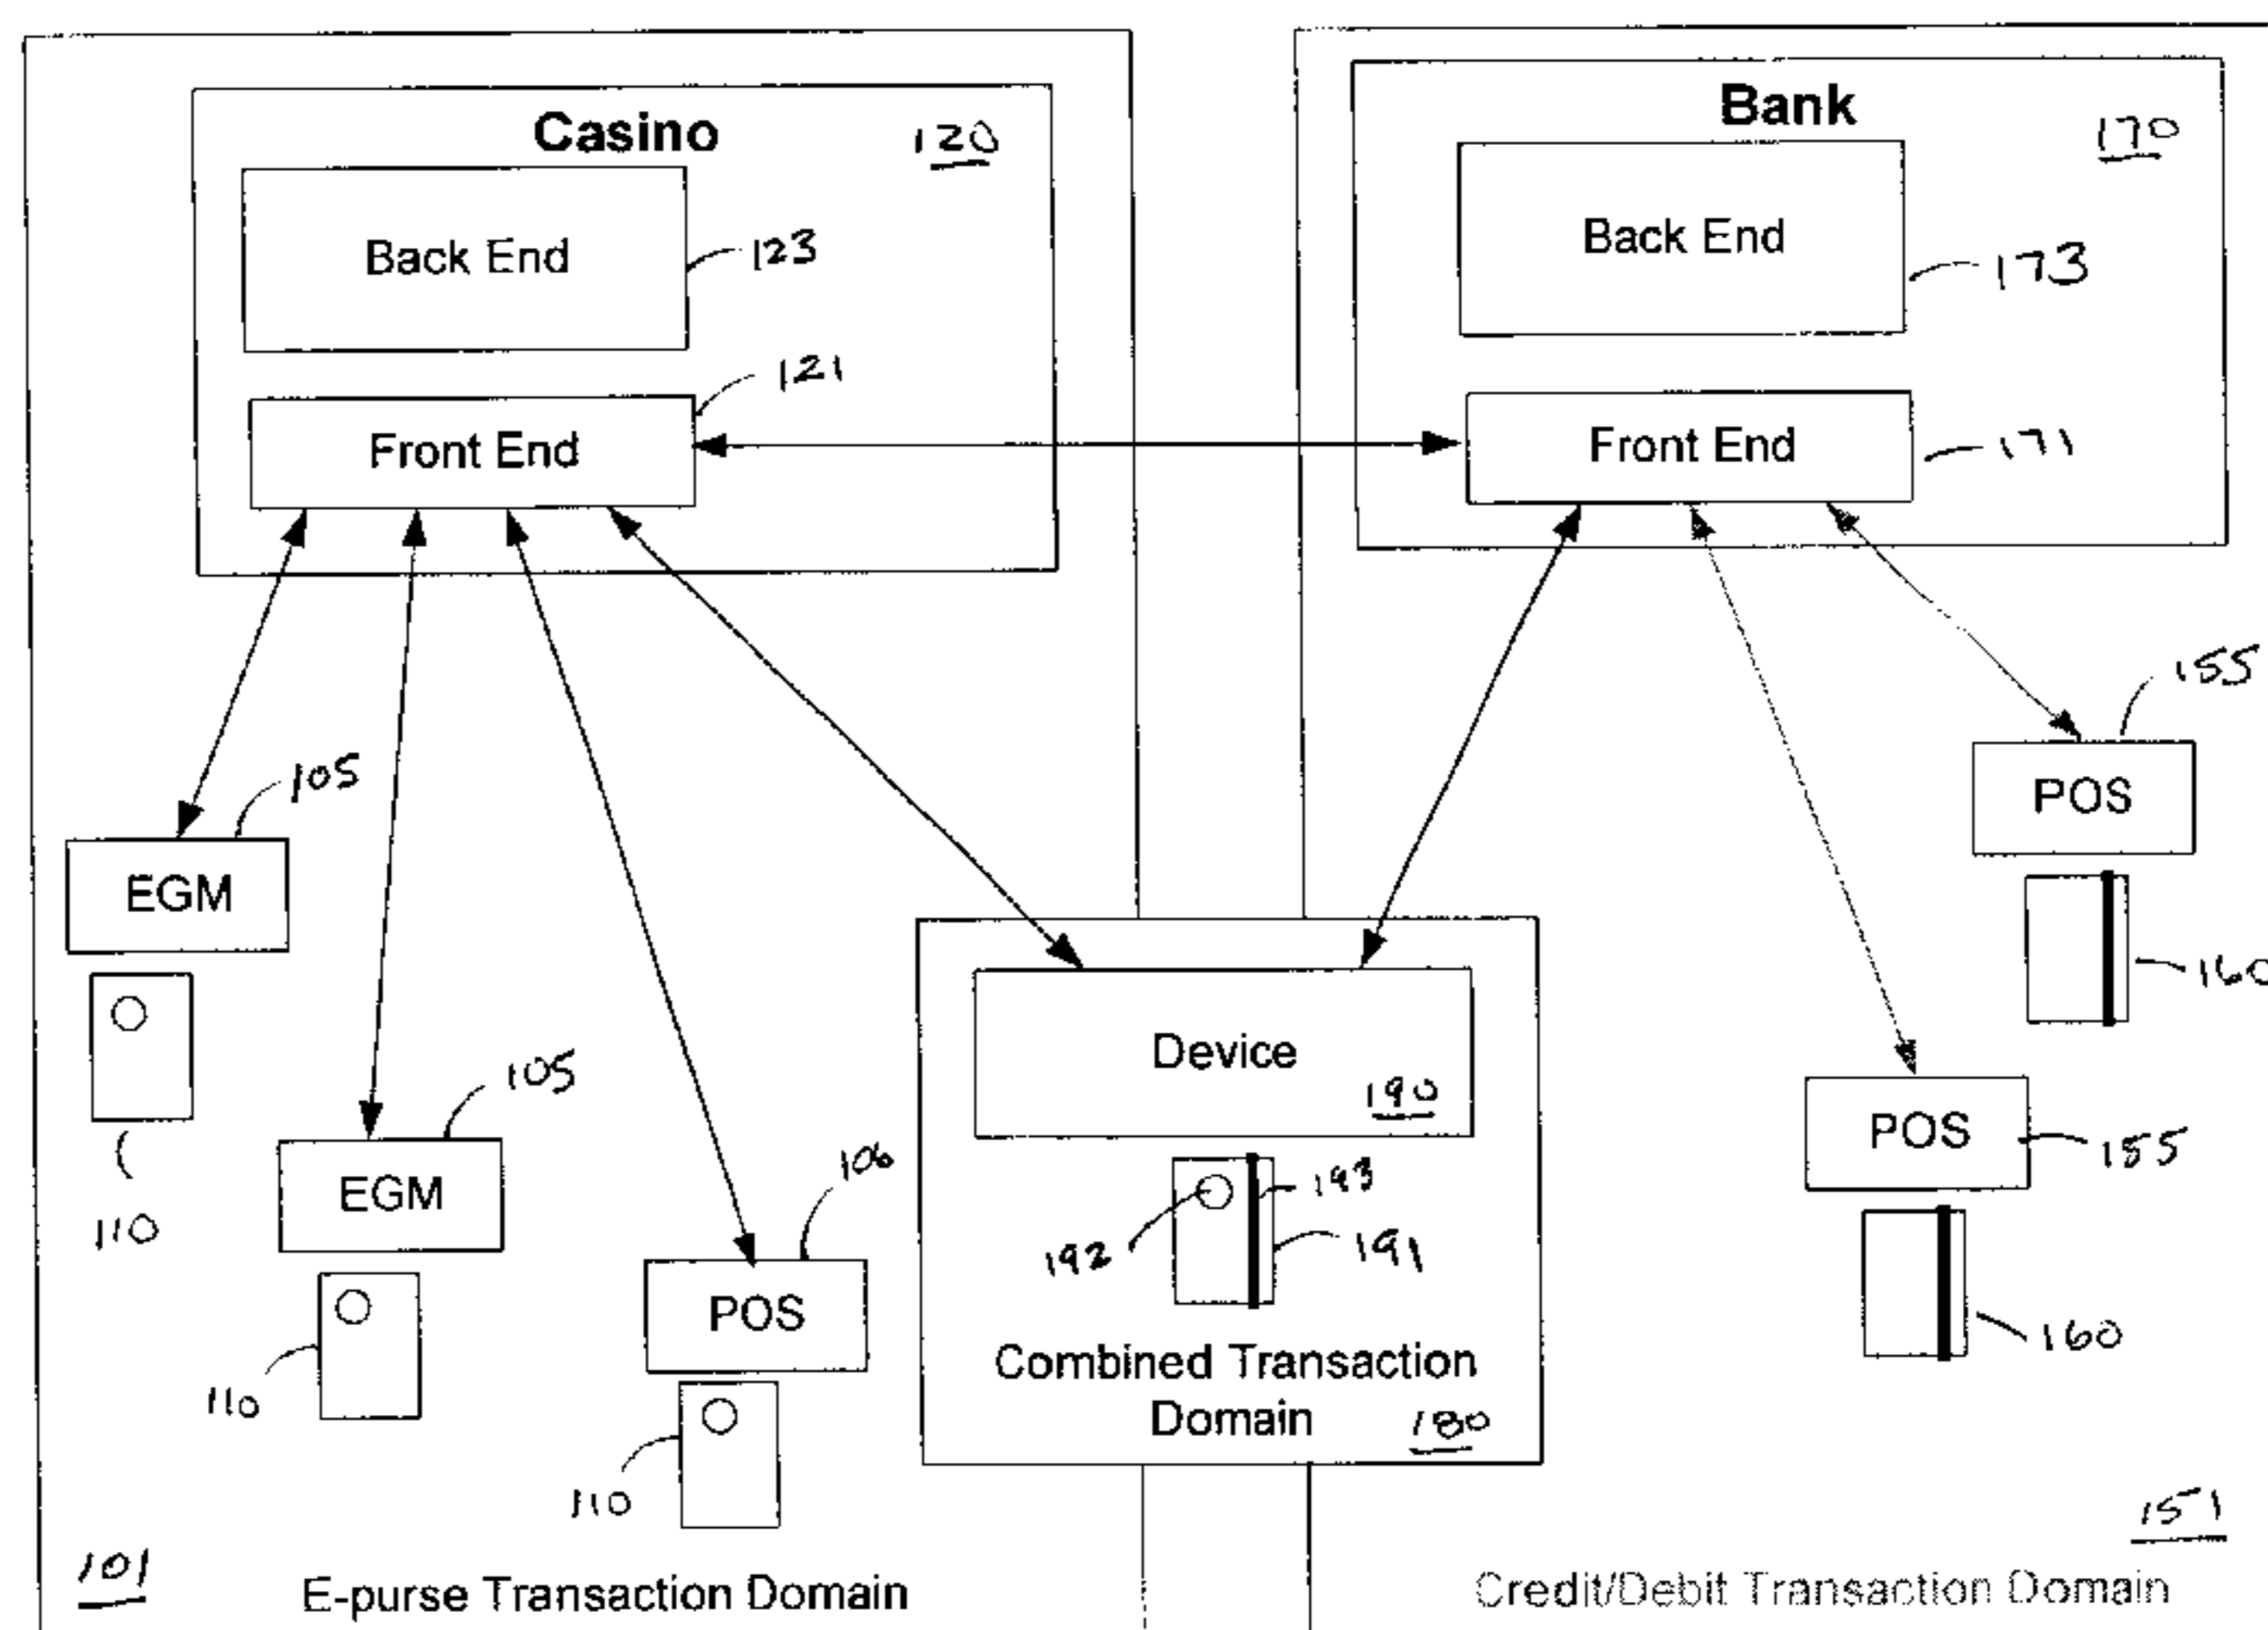 Casino
120
Back End
123
121
Front End
Bank
170
Back End
173
Front End
171
105
EGM
110
105
EGM
110
106
POS
110
Device
190
192
193
191
Combined Transaction
Domain
180
155
POS
160
POS
155
160
101
E-purse Transaction Domain
151
Credit/Debit Transaction Domain